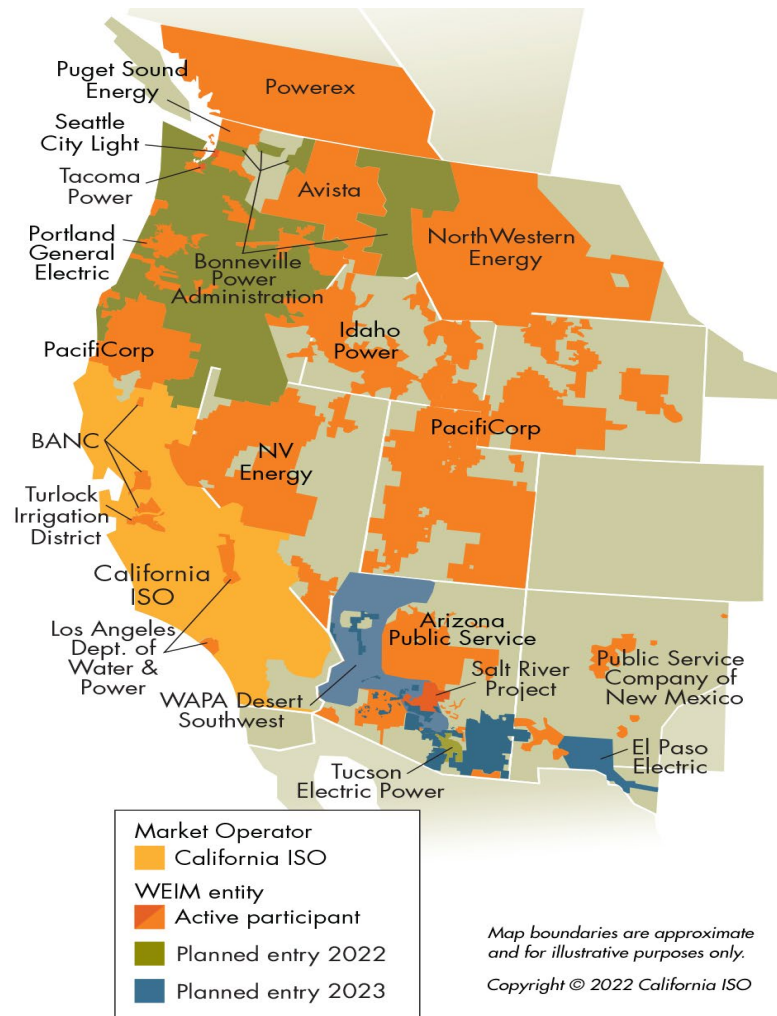 Powerex
Puget Sound
Energy
Seattle
City Light
Tacoma
Power
Avista
NorthWestern
Energy
Portland
General
Electric
Bonneville
Power
Administration
Idaho
Power
PacifiCorp
PacifiCorp
BANC
NV
Energy
Turlock
Irrigation
District
California
ISO
Los Angeles
Dept. of
Water &
Power
Arizona
Public Service
Salt River
Project
Public Service
Company of
New Mexico
WAPA Desert
Southwest
El Paso
Electric
Tucson
Electric Power
Market Operator
California ISO
WEIM entity
Active participant
Planned entry 2022
Planned entry 2023
Map boundaries are approximate
and for illustrative purposes only.
Copyright © 2022 California ISO